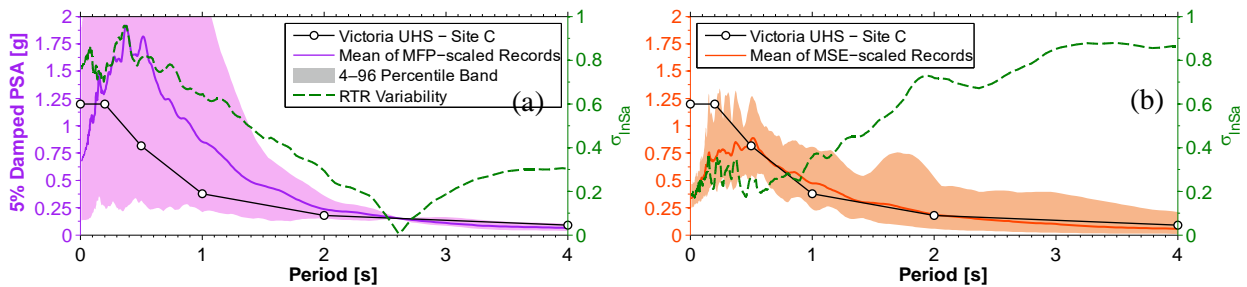 5% Damped PSA [g]
2
1.75
1.5
1.25
1
0.75
0.5
0.25
0
Victoria UHS − Site C
Mean of MFP−scaled Records
4−96 Percentile Band
RTR Variability
(a)
1
0.8
0.6
0.4
0.2
0
σlnSa
0 1 2 3 4
Period [s]
2
1.75
1.5
1.25
1
0.75
0.5
0.25
0
Victoria UHS − Site C
Mean of MSE−scaled Records
(b)
1
0.8
0.6
0.4
0.2
0
σlnSa
0 1 2 3 4
Period [s]